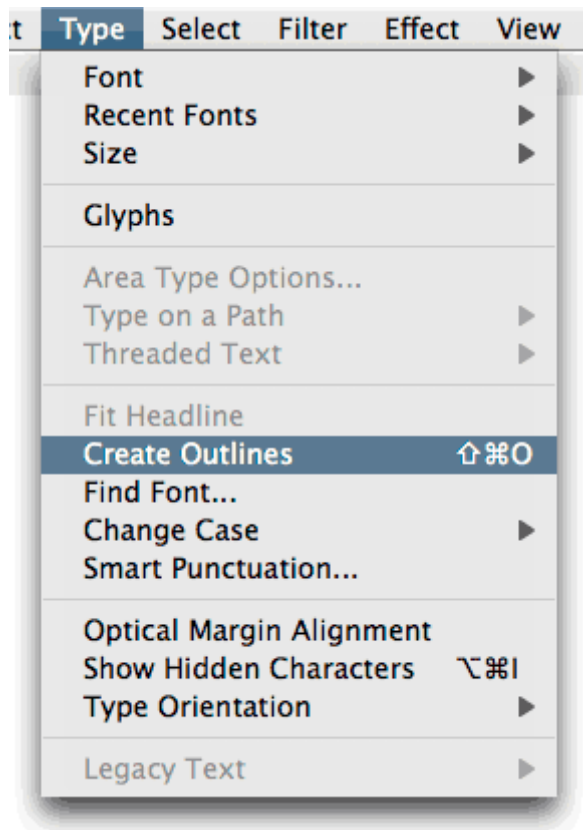 t Type Select Filter Effect View
Font
Recent Fonts
Size
Glyphs
Area Type Options...
Type on a Path
Threaded Text
Fit Headline
Create Outlines ⇧⌘O
Find Font...
Change Case
Smart Punctuation...
Optical Margin Alignment
Show Hidden Characters ⌥⌘I
Type Orientation
Legacy Text